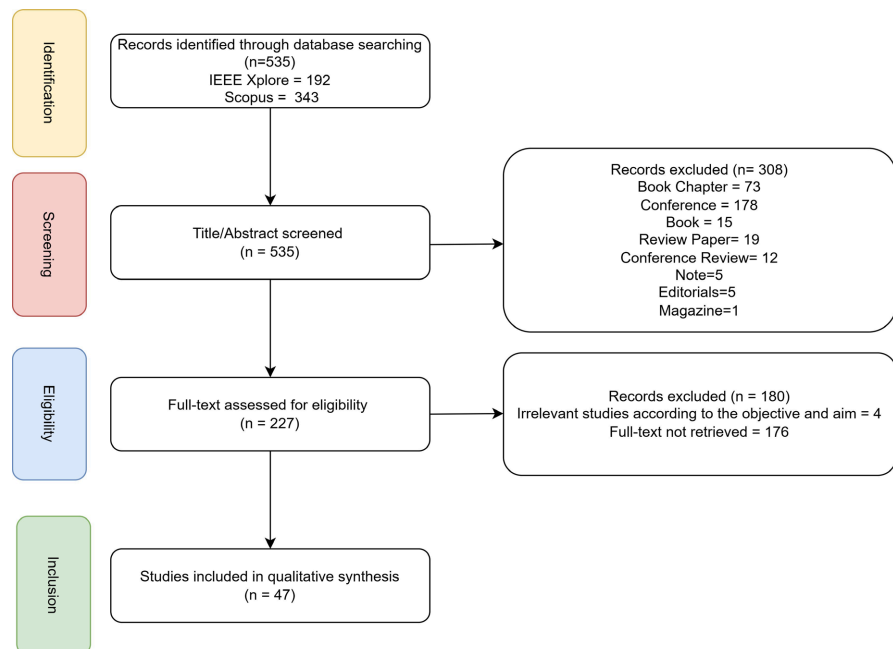 Identification
Records identified through database searching
(n=535)
IEEE Xplore = 192
Scopus =  343
Screening
Title/Abstract screened
(n = 535)
Records excluded (n= 308)
Book Chapter = 73
Conference = 178
Book = 15
Review Paper= 19
Conference Review= 12
Note=5
Editorials=5
Magazine=1
Eligibility
Full-text assessed for eligibility
(n = 227)
Records excluded (n = 180)
Irrelevant studies according to the objective and aim = 4
Full-text not retrieved = 176
Inclusion
Studies included in qualitative synthesis
(n = 47)